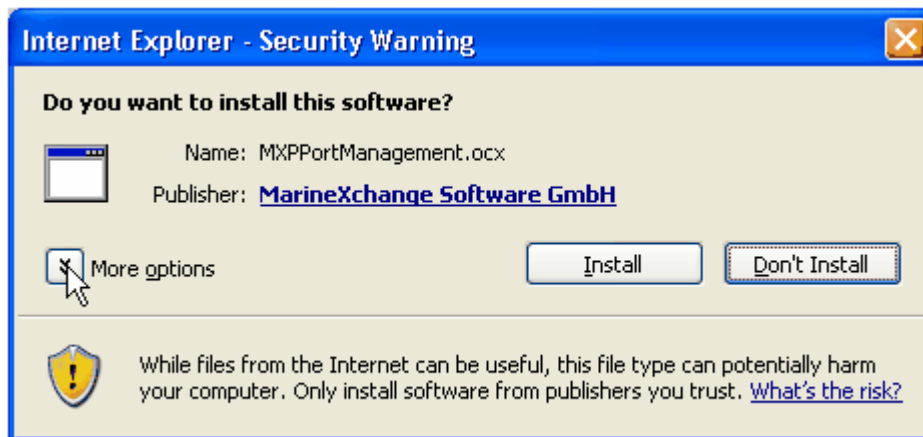 Internet Explorer - Security Warning
Do you want to install this software?
Name: MXPPortManagement.ocx
Publisher: MarineXchange Software GmbH
More options Install Don't Install
While files from the Internet can be useful, this file type can potentially harm
your computer. Only install software from publishers you trust. What's the risk?